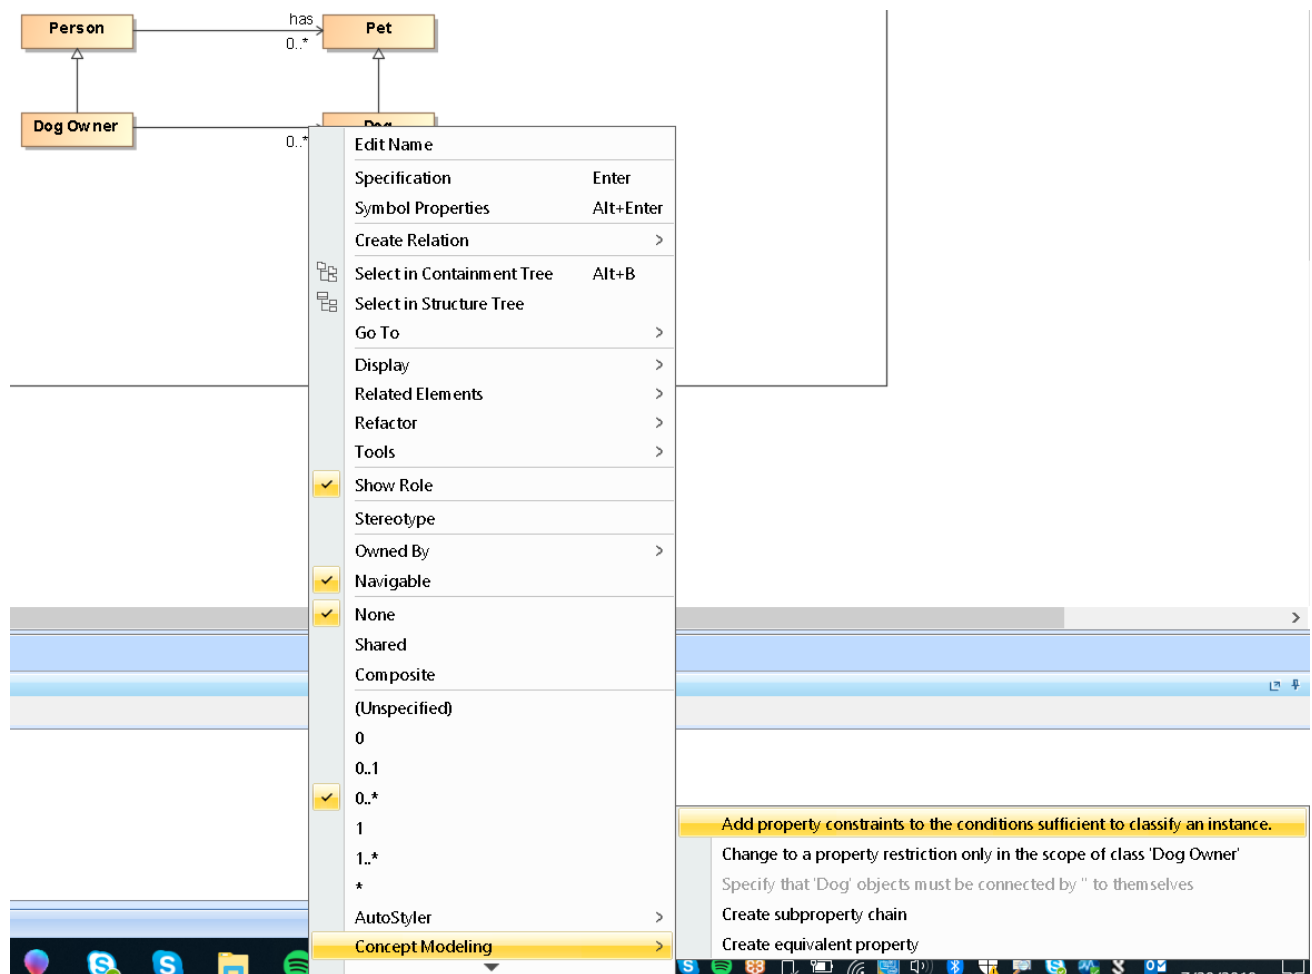 Person
has
0..*
Pet
Dog Owner
0..*
Dog
Edit Name
Specification Enter
Symbol Properties Alt+Enter
Create Relation
Select in Containment Tree Alt+B
Select in Structure Tree
Go To
Display
Related Elements
Refactor
Tools
Show Role
Stereotype
Owned By
Navigable
None
Shared
Composite
(Unspecified)
0
0..1
0..*
1
1..*
*
AutoStyler
Concept Modeling
Add property constraints to the conditions sufficient to classify an instance.
Change to a property restriction only in the scope of class 'Dog Owner'
Specify that 'Dog' objects must be connected by '' to themselves
Create subproperty chain
Create equivalent property